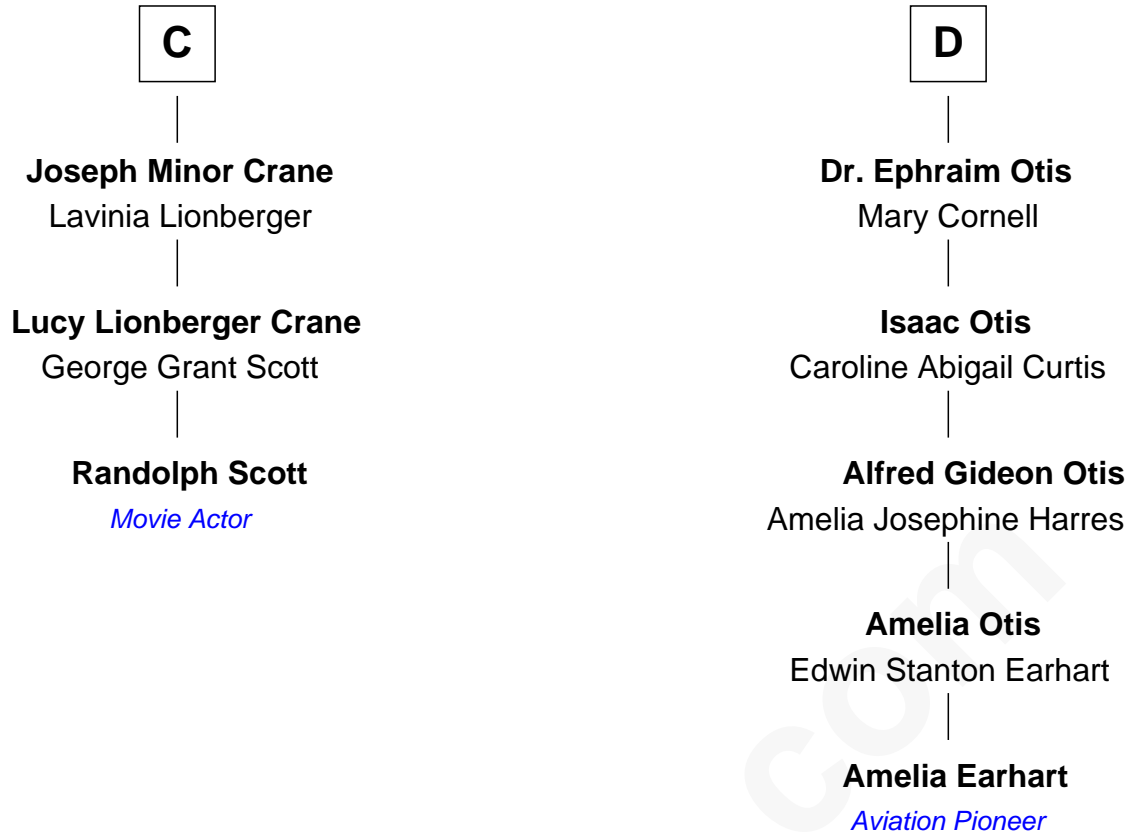 C
Joseph Minor Crane
Lavinia Lionberger
Lucy Lionberger Crane
George Grant Scott
Randolph Scott
Movie Actor
D
Dr. Ephraim Otis
Mary Cornell
Isaac Otis
Caroline Abigail Curtis
Alfred Gideon Otis
Amelia Josephine Harres
Amelia Otis
Edwin Stanton Earhart
Amelia Earhart
Aviation Pioneer
com